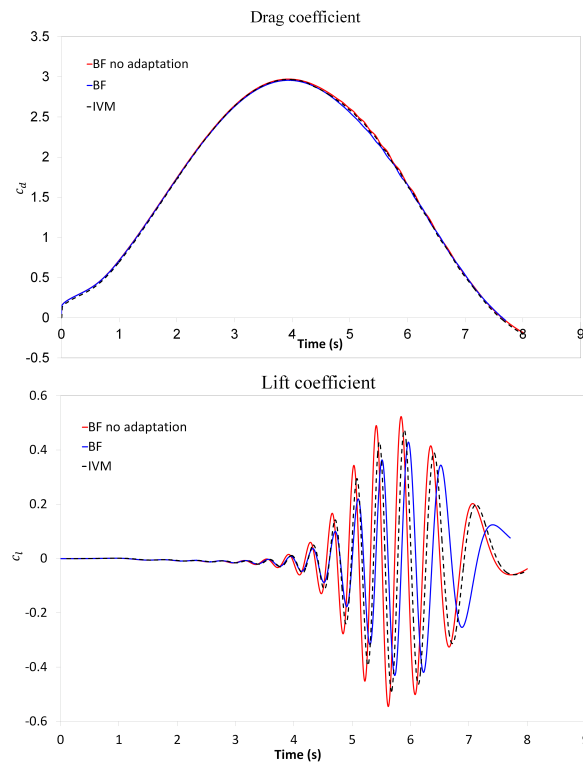 Drag coefficient
3.5
3
2.5
2
1.5
1
0.5
0
-0.5
c_d
BF no adaptation
BF
IVM
0 1 2 3 4 5 6 7 8 9
Time (s)
Lift coefficient
0.6
0.4
0.2
0
-0.2
-0.4
-0.6
c_l
BF no adaptation
BF
IVM
0 1 2 3 4 5 6 7 8 9
Time (s)